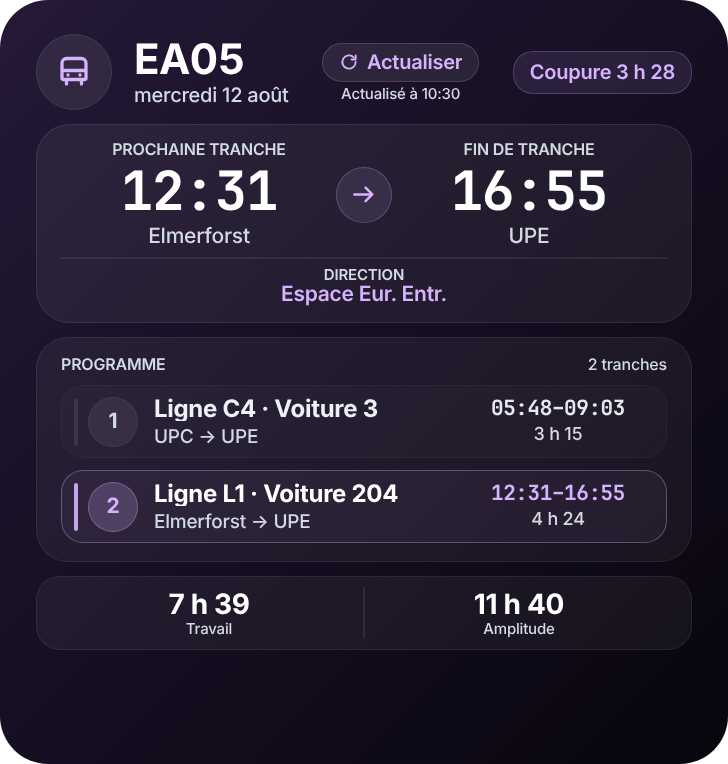 EA05
mercredi 12 août
Actualiser
Actualisé à 10:30
Coupure 3 h 28
PROCHAINE TRANCHE
12:31
Elmerforst
FIN DE TRANCHE
16:55
UPE
DIRECTION
Espace Eur. Entr.
PROGRAMME
2 tranches
1
Ligne C4 · Voiture 3
UPC → UPE
05:48–09:03
3 h 15
2
Ligne L1 · Voiture 204
Elmerforst → UPE
12:31–16:55
4 h 24
7 h 39
Travail
11 h 40
Amplitude